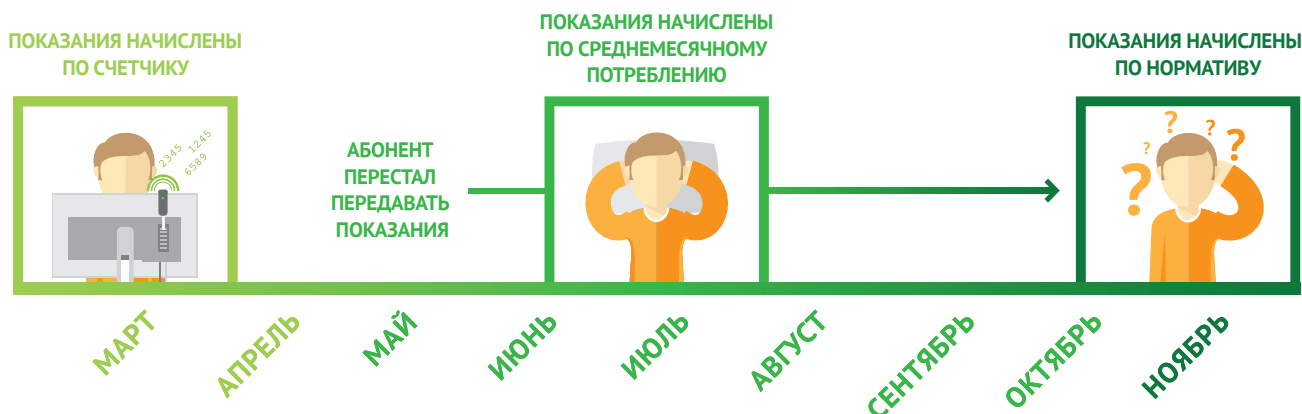 ПОКАЗАНИЯ НАЧИСЛЕНЫ
ПО СЧЕТЧИКУ
ПОКАЗАНИЯ НАЧИСЛЕНЫ
ПО СРЕДНЕМЕСЯЧНОМУ
ПОТРЕБЛЕНИЮ
ПОКАЗАНИЯ НАЧИСЛЕНЫ
ПО НОРМАТИВУ
2345 1245
6589
АБОНЕНТ
ПЕРЕСТАЛ
ПЕРЕДАВАТЬ
ПОКАЗАНИЯ
? ? ? ? ?
МАРТ
АПРЕЛЬ
МАЙ
ИЮНЬ
ИЮЛЬ
АВГУСТ
СЕНТЯБРЬ
ОКТЯБРЬ
НОЯБРЬ